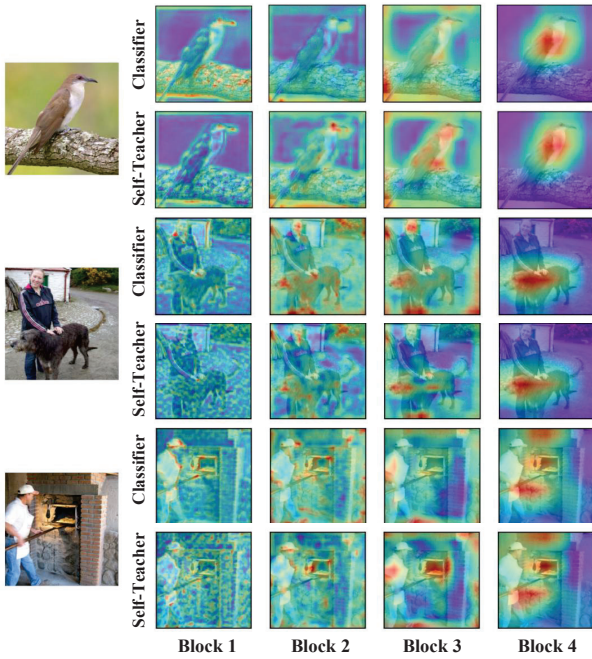 Classifier
Self-Teacher
Classifier
Self-Teacher
Classifier
Self-Teacher
Block 1 Block 2 Block 3 Block 4